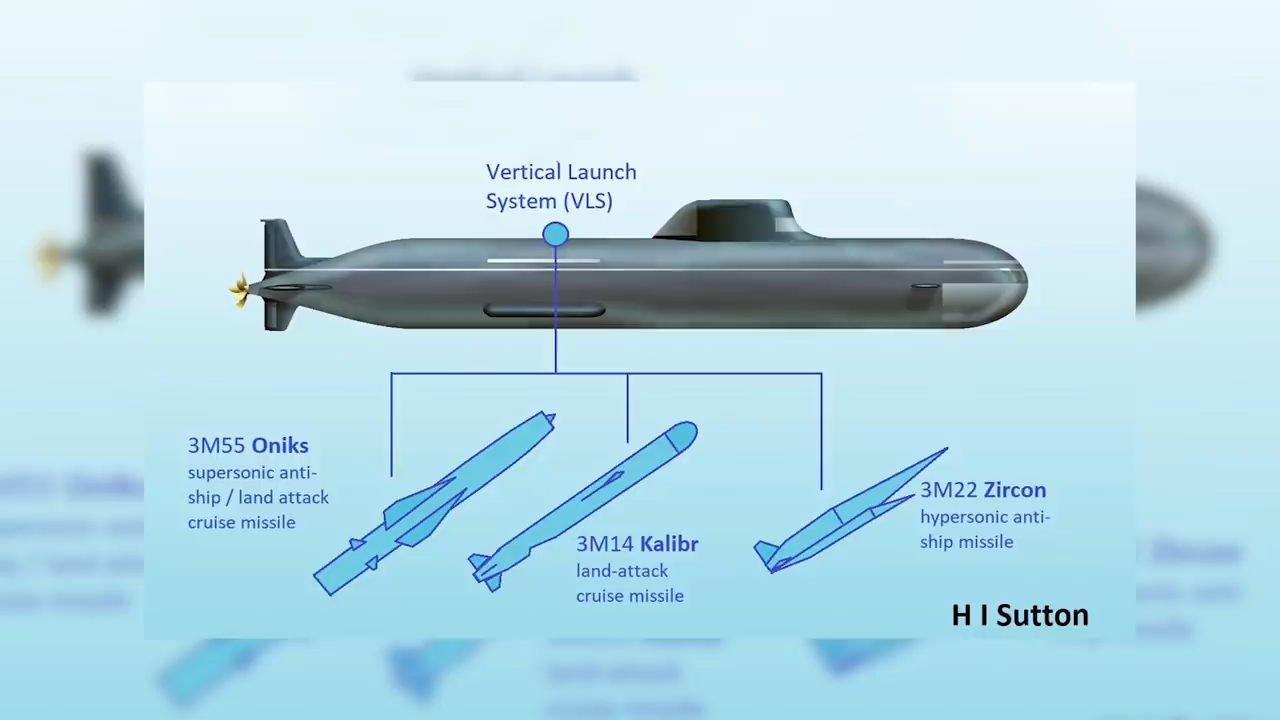 Vertical Launch
System (VLS)
3M55 Oniks
supersonic anti-
ship / land attack
cruise missile
3M14 Kalibr
land-attack
cruise missile
3M22 Zircon
hypersonic anti-
ship missile
H I Sutton